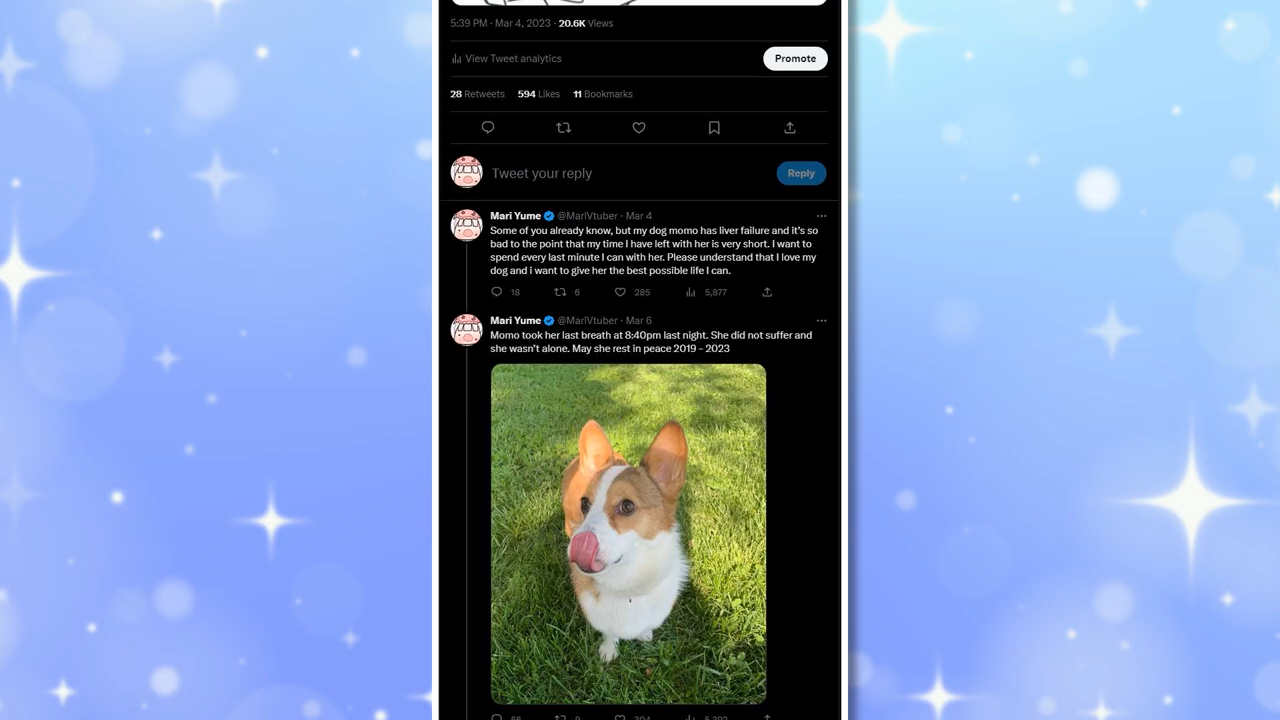 5:39 PM · Mar 4, 2023 · 20.6K Views
View Tweet analytics
Promote
28 Retweets 594 Likes 11 Bookmarks
Tweet your reply
Reply
Mari Yume @MariVtuber · Mar 4
Some of you already know, but my dog momo has liver failure and it's so
bad to the point that my time I have left with her is very short. I want to
spend every last minute I can with her. Please understand that I love my
dog and i want to give her the best possible life I can.
18 6 285 5,877
Mari Yume @MariVtuber · Mar 6
Momo took her last breath at 8:40pm last night. She did not suffer and
she wasn't alone. May she rest in peace 2019 - 2023